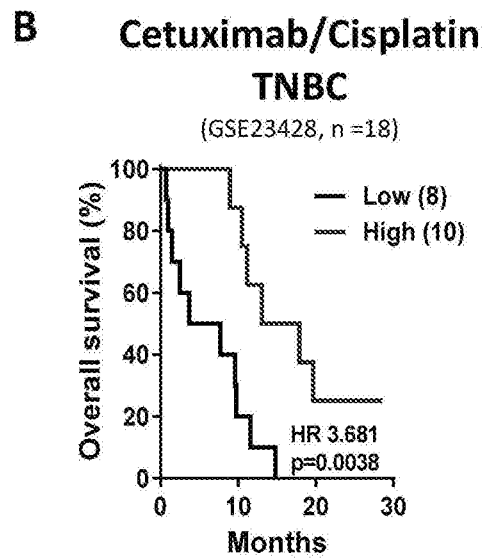 B
Cetuximab/Cisplatin
TNBC
(GSE23428, n =18)
Overall survival (%)
100
80
60
40
20
0
Low (8)
High (10)
HR 3.681
p=0.0038
0 10 20 30
Months